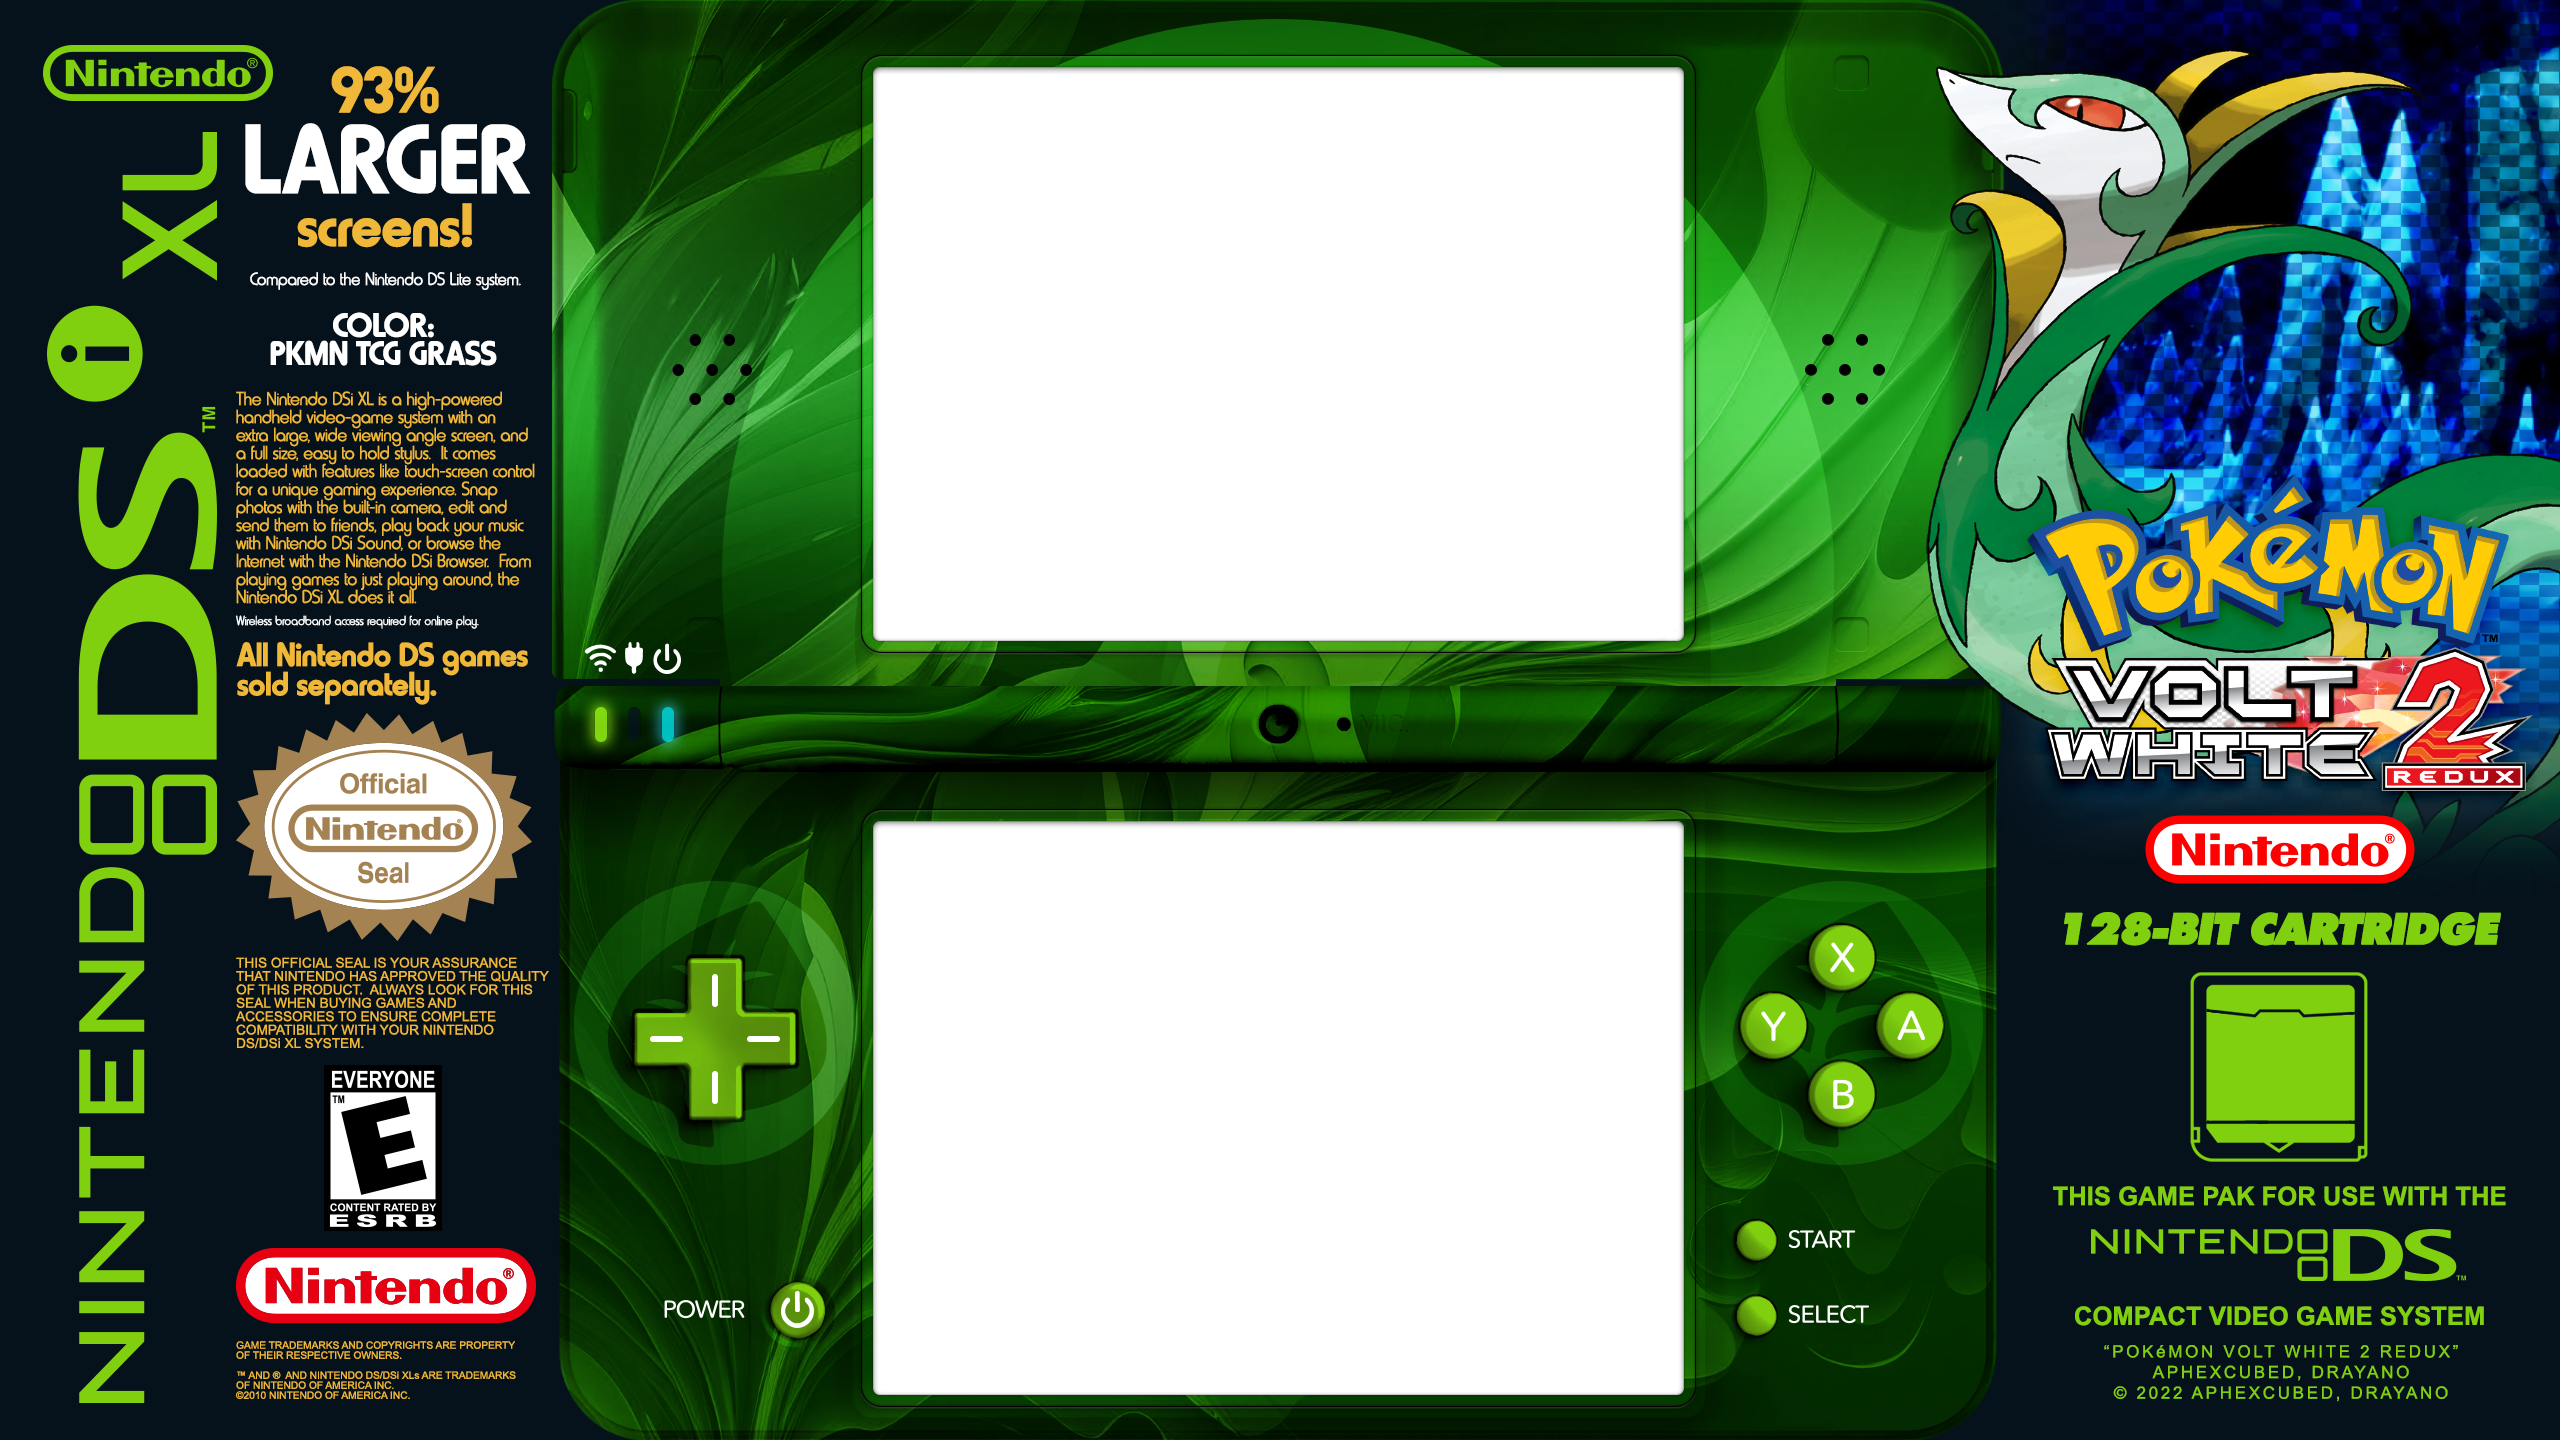 Nintendo®
NINTENDO DSi XL™
93%
LARGER
screens!
Compared to the Nintendo DS Lite system.
COLOR:
PKMN TCG GRASS
The Nintendo DSi XL is a high-powered
handheld video-game system with an
extra large, wide viewing angle screen, and
a full size, easy to hold stylus. It comes
loaded with features like touch-screen control
for a unique gaming experience. Snap
photos with the built-in camera, edit and
send them to friends, play back your music
with Nintendo DSi Sound, or browse the
Internet with the Nintendo DSi Browser. From
playing games to just playing around, the
Nintendo DSi XL does it all.
Wireless broadband access required for online play.
All Nintendo DS games
sold separately.
Official
Nintendo®
Seal
THIS OFFICIAL SEAL IS YOUR ASSURANCE
THAT NINTENDO HAS APPROVED THE QUALITY
OF THIS PRODUCT. ALWAYS LOOK FOR THIS
SEAL WHEN BUYING GAMES AND
ACCESSORIES TO ENSURE COMPLETE
COMPATIBILITY WITH YOUR NINTENDO
DS/DSi XL SYSTEM.
EVERYONE
TM
E
CONTENT RATED BY
ESRB
Nintendo®
GAME TRADEMARKS AND COPYRIGHTS ARE PROPERTY
OF THEIR RESPECTIVE OWNERS.
™ AND ® AND NINTENDO DS/DSi XLs ARE TRADEMARKS
OF NINTENDO OF AMERICA INC.
©2010 NINTENDO OF AMERICA INC.
MIC.
X
Y
A
B
START
SELECT
POWER
POKéMON™
VOLT
WHITE 2
REDUX
Nintendo®
128-BIT CARTRIDGE
THIS GAME PAK FOR USE WITH THE
NINTENDO DS™
COMPACT VIDEO GAME SYSTEM
“POKéMON VOLT WHITE 2 REDUX”
APHEXCUBED, DRAYANO
© 2022 APHEXCUBED, DRAYANO